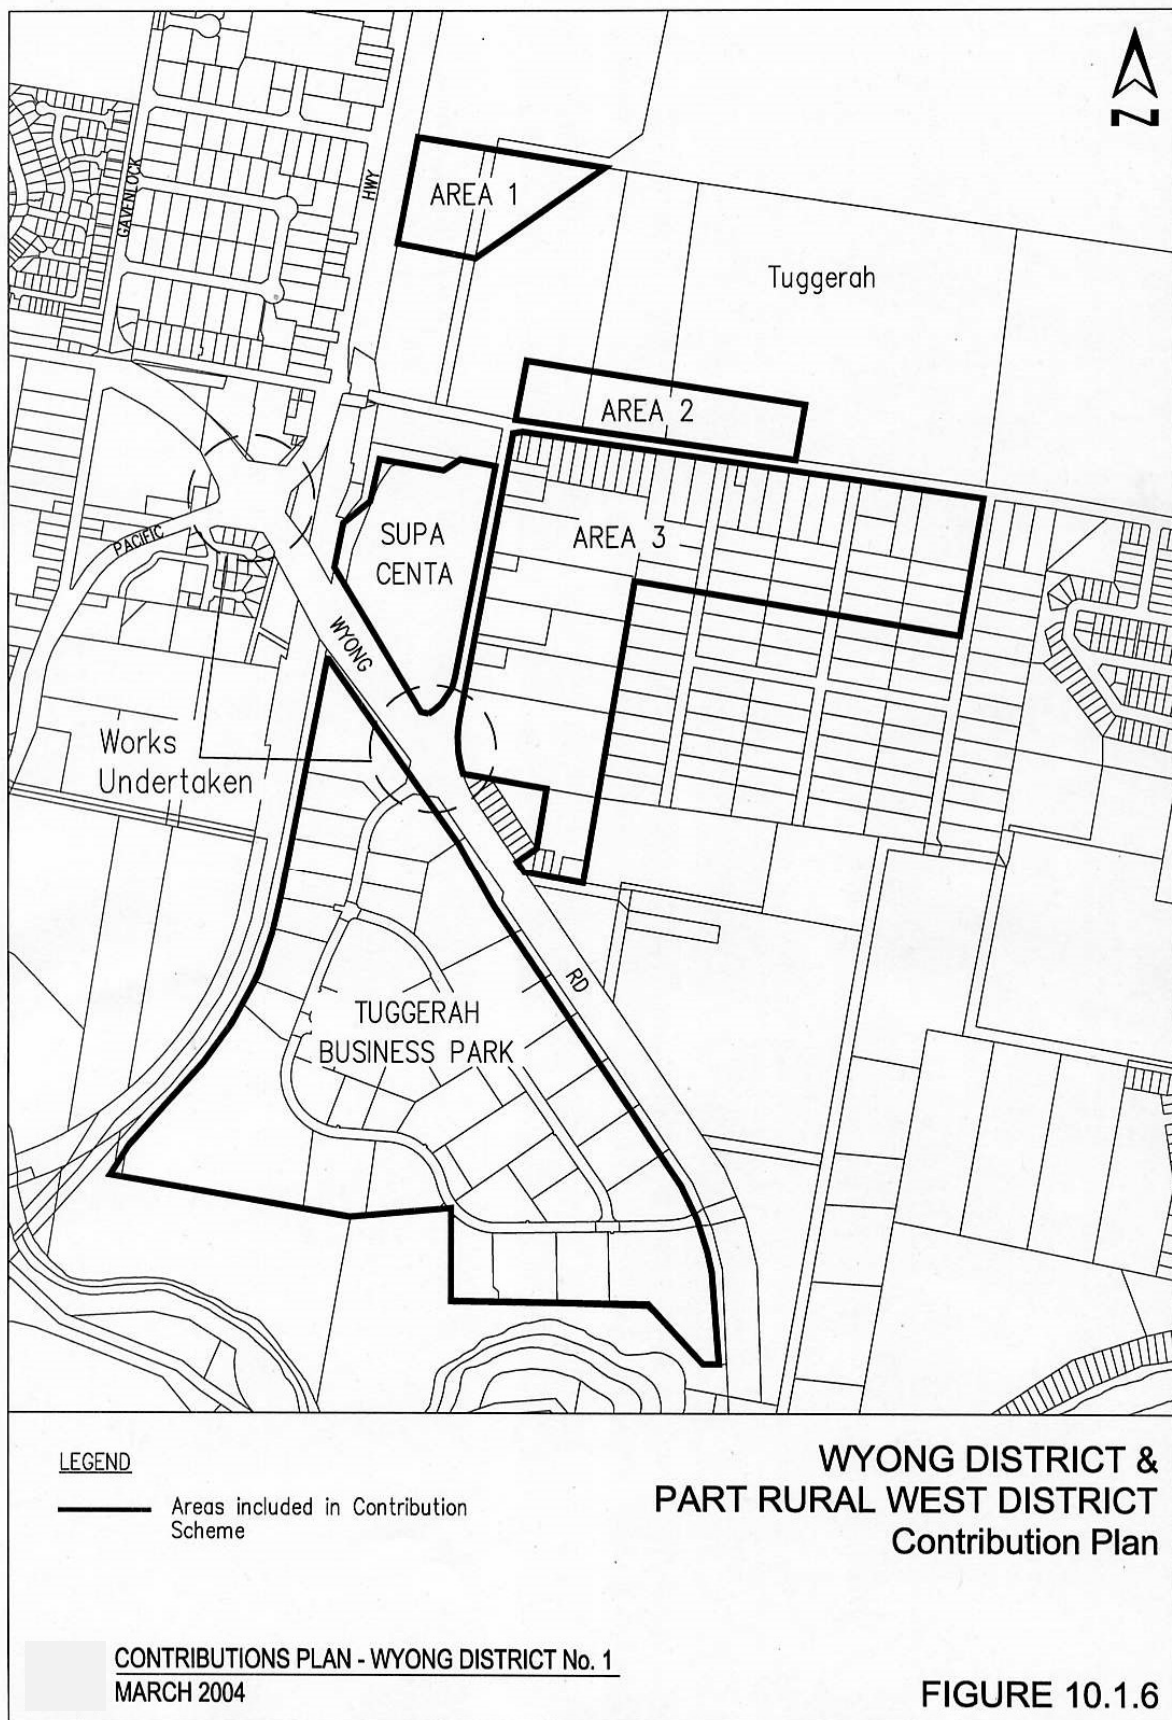 N
GAVENLOCK
HWY
AREA 1
Tuggerah
AREA 2
SUPA
CENTA
AREA 3
PACIFIC
WYONG
Works
Undertaken
RD
TUGGERAH
BUSINESS PARK
LEGEND
Areas included in Contribution
Scheme
WYONG DISTRICT &
PART RURAL WEST DISTRICT
Contribution Plan
CONTRIBUTIONS PLAN - WYONG DISTRICT No. 1
MARCH 2004
FIGURE 10.1.6